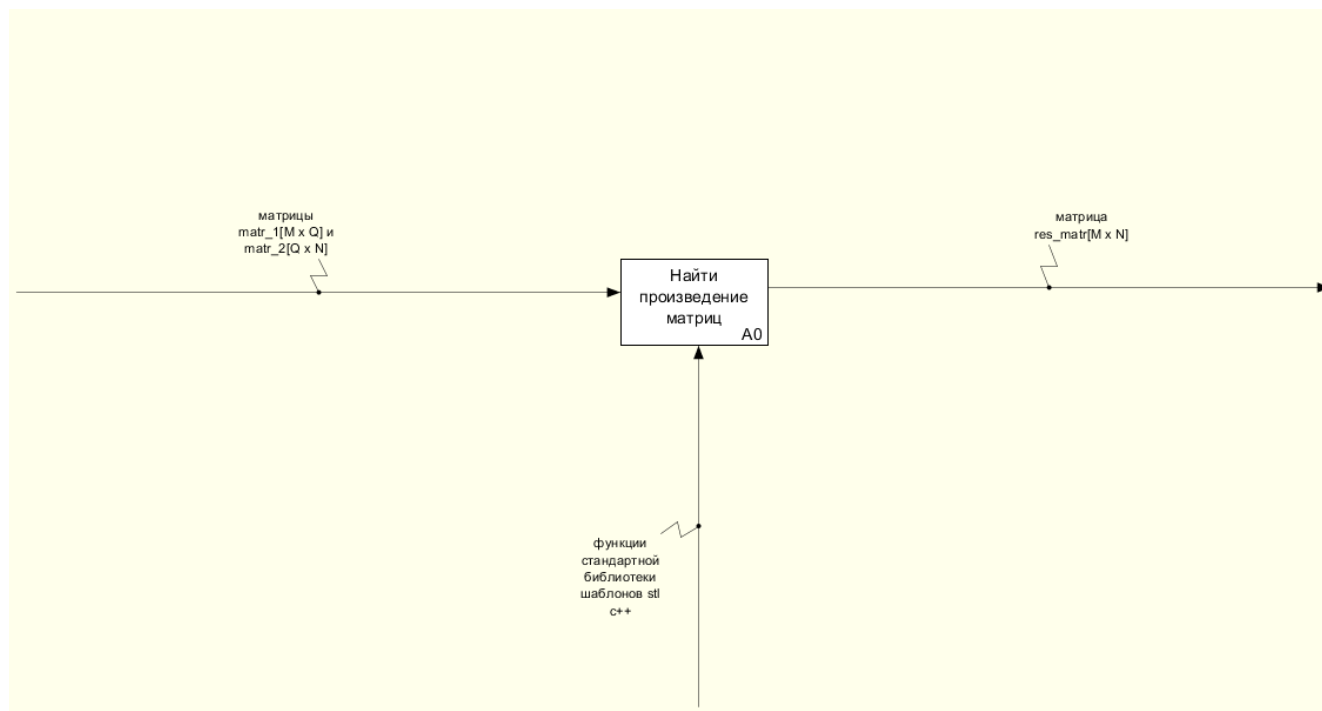 матрицы
matr_1[M x Q] и
matr_2[Q x N]
матрица
res_matr[M x N]
Найти
произведение
матриц
A0
функции
стандартной
библиотеки
шаблонов stl
c++